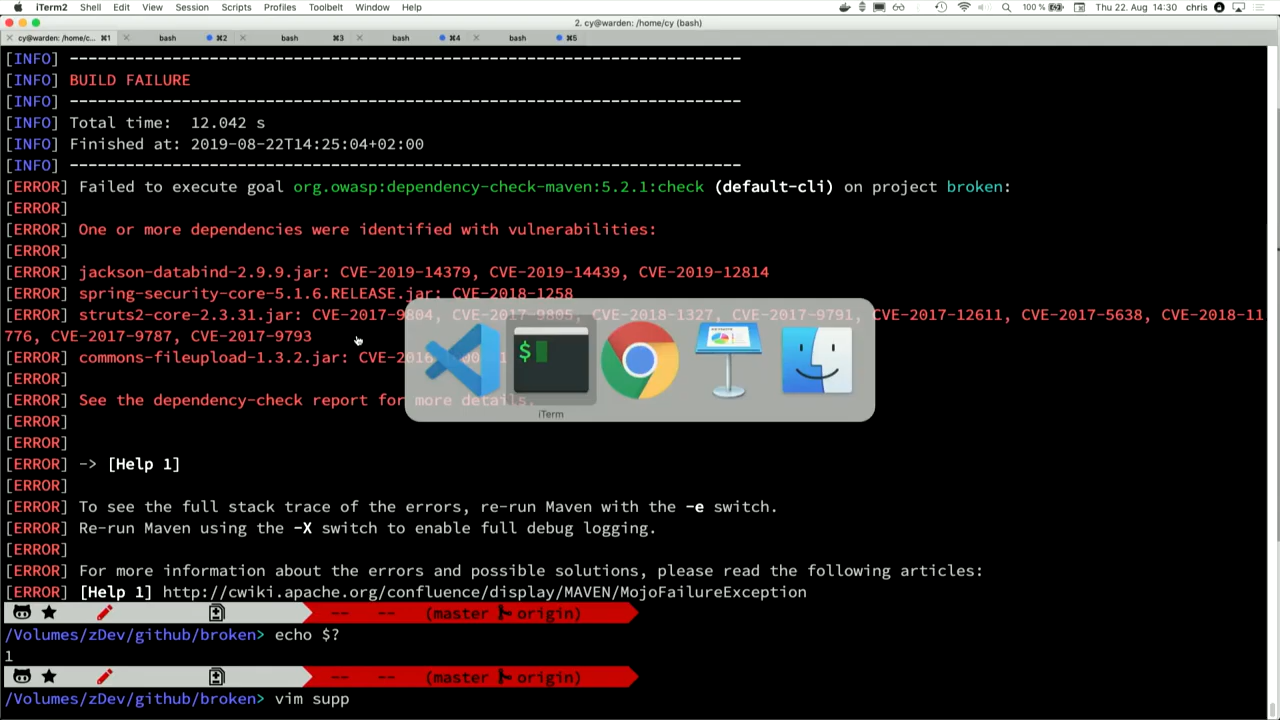 iTerm2 Shell Edit View Session Scripts Profiles Toolbelt Window Help 100 % Thu 22. Aug 14:30 chris
2. cy@warden: /home/cy (bash)
cy@warden: /home/c... ⌘1 bash ⌘2 bash ⌘3 bash ⌘4 bash ⌘5
[INFO] ------------------------------------------------------------------------
[INFO] BUILD FAILURE
[INFO] ------------------------------------------------------------------------
[INFO] Total time:  12.042 s
[INFO] Finished at: 2019-08-22T14:25:04+02:00
[INFO] ------------------------------------------------------------------------
[ERROR] Failed to execute goal org.owasp:dependency-check-maven:5.2.1:check (default-cli) on project broken:
[ERROR]
[ERROR] One or more dependencies were identified with vulnerabilities:
[ERROR]
[ERROR] jackson-databind-2.9.9.jar: CVE-2019-14379, CVE-2019-14439, CVE-2019-12814
[ERROR] spring-security-core-5.1.6.RELEASE.jar: CVE-2018-1258
[ERROR] struts2-core-2.3.31.jar: CVE-2017-9804, CVE-2017-9805, CVE-2018-1327, CVE-2017-9791, CVE-2017-12611, CVE-2017-5638, CVE-2018-11
776, CVE-2017-9787, CVE-2017-9793
[ERROR] commons-fileupload-1.3.2.jar:
[ERROR]
[ERROR] See the dependency-check report for more details.
[ERROR]
[ERROR]
[ERROR] -> [Help 1]
[ERROR]
[ERROR] To see the full stack trace of the errors, re-run Maven with the -e switch.
[ERROR] Re-run Maven using the -X switch to enable full debug logging.
[ERROR]
[ERROR] For more information about the errors and possible solutions, please read the following articles:
[ERROR] [Help 1] http://cwiki.apache.org/confluence/display/MAVEN/MojoFailureException
-- -- (master origin)
/Volumes/zDev/github/broken> echo $?
1
-- -- (master origin)
/Volumes/zDev/github/broken> vim supp
$
iTerm